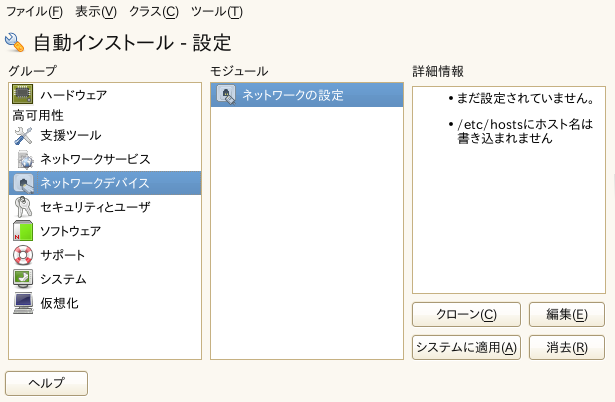 ファイル(F) 表示(V) クラス(C) ツール(T)
自動インストール - 設定
グループ
ハードウェア
高可用性
支援ツール
ネットワークサービス
ネットワークデバイス
セキュリティとユーザ
ソフトウェア
サポート
システム
仮想化
モジュール
ネットワークの設定
詳細情報
• まだ設定されていません。
• /etc/hostsにホスト名は
書き込まれません
クローン(C) 編集(E)
システムに適用(A) 消去(R)
ヘルプ